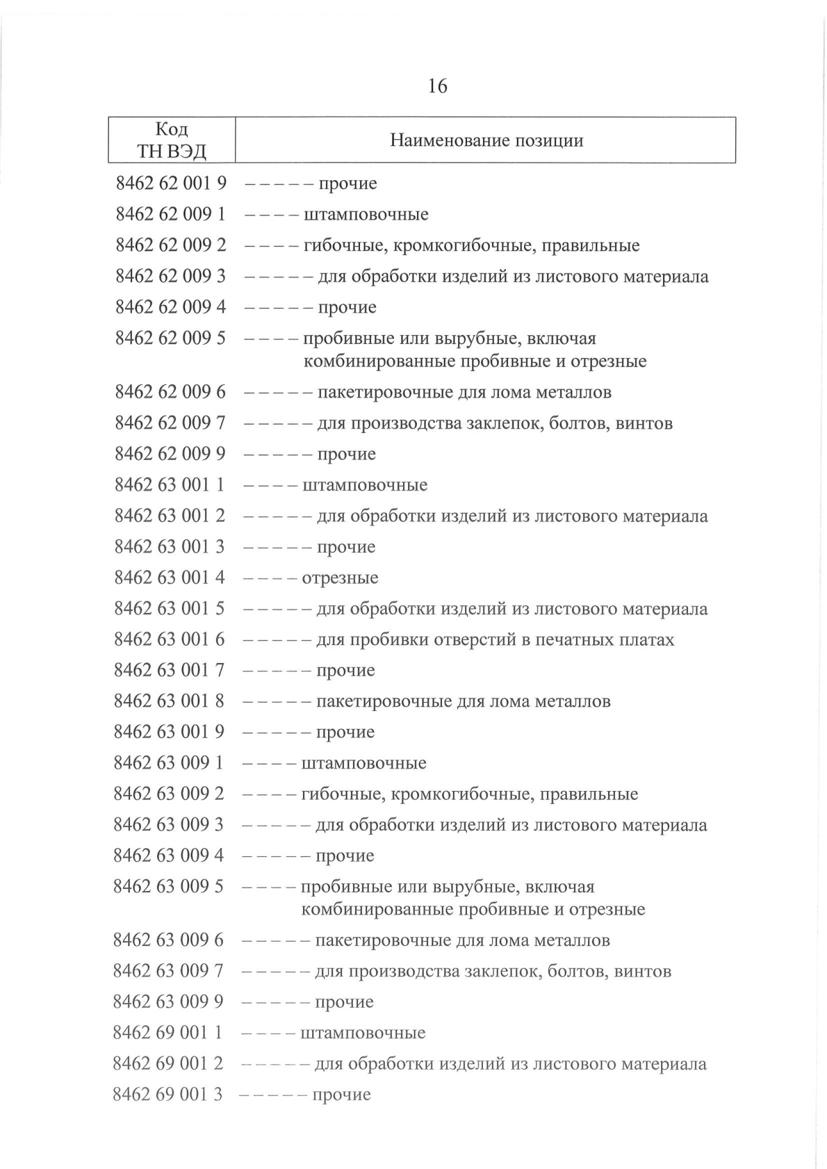 16
Код
ТН ВЭД
Наименование позиции
8462 62 001 9 – – – – – прочие
8462 62 009 1 – – – – штамповочные
8462 62 009 2 – – – – гибочные, кромкогибочные, правильные
8462 62 009 3 – – – – – для обработки изделий из листового материала
8462 62 009 4 – – – – – прочие
8462 62 009 5 – – – – пробивные или вырубные, включая
комбинированные пробивные и отрезные
8462 62 009 6 – – – – – пакетировочные для лома металлов
8462 62 009 7 – – – – – для производства заклепок, болтов, винтов
8462 62 009 9 – – – – – прочие
8462 63 001 1 – – – – штамповочные
8462 63 001 2 – – – – – для обработки изделий из листового материала
8462 63 001 3 – – – – – прочие
8462 63 001 4 – – – – отрезные
8462 63 001 5 – – – – – для обработки изделий из листового материала
8462 63 001 6 – – – – – для пробивки отверстий в печатных платах
8462 63 001 7 – – – – – прочие
8462 63 001 8 – – – – – пакетировочные для лома металлов
8462 63 001 9 – – – – – прочие
8462 63 009 1 – – – – штамповочные
8462 63 009 2 – – – – гибочные, кромкогибочные, правильные
8462 63 009 3 – – – – – для обработки изделий из листового материала
8462 63 009 4 – – – – – прочие
8462 63 009 5 – – – – пробивные или вырубные, включая
комбинированные пробивные и отрезные
8462 63 009 6 – – – – – пакетировочные для лома металлов
8462 63 009 7 – – – – – для производства заклепок, болтов, винтов
8462 63 009 9 – – – – – прочие
8462 69 001 1 – – – – штамповочные
8462 69 001 2 – – – – – для обработки изделий из листового материала
8462 69 001 3 – – – – – прочие